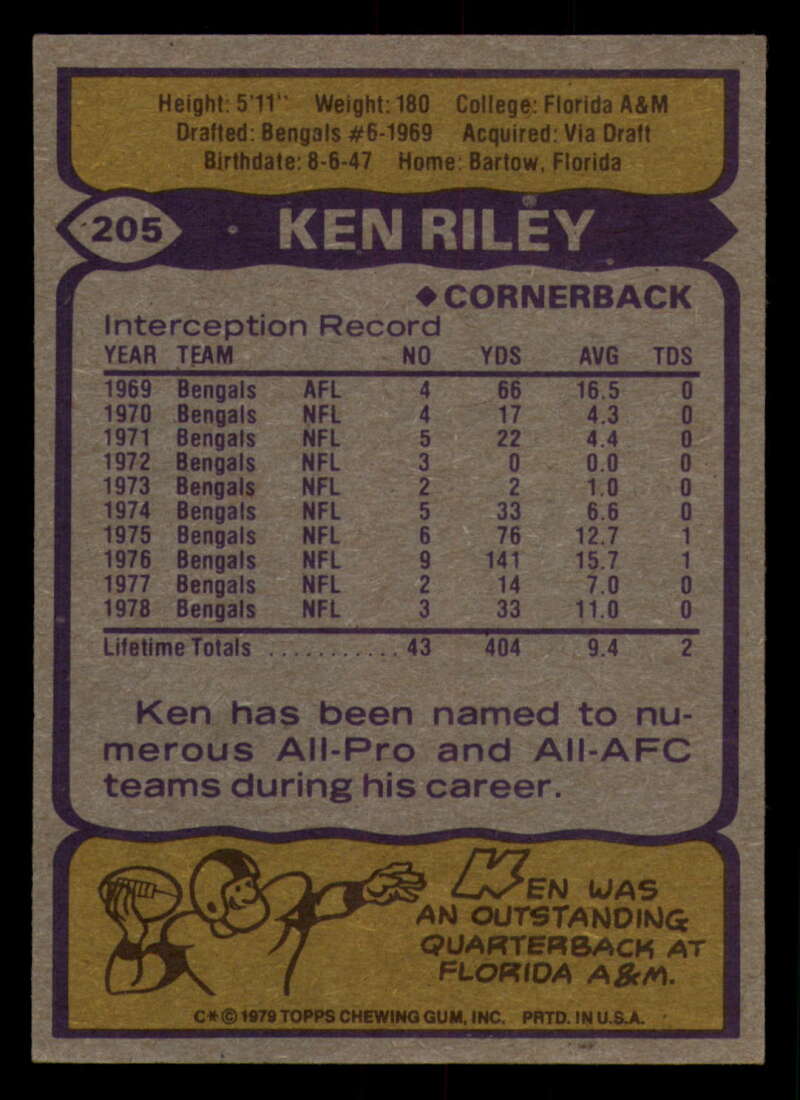 Height: 5'11" Weight: 180 College: Florida A&M
Drafted: Bengals #6-1969 Acquired: Via Draft
Birthdate: 8-6-47 Home: Bartow, Florida
205 KEN RILEY
◆ CORNERBACK
Interception Record
YEAR TEAM NO YDS AVG TDS
1969 Bengals AFL 4 66 16.5 0
1970 Bengals NFL 4 17 4.3 0
1971 Bengals NFL 5 22 4.4 0
1972 Bengals NFL 3 0 0.0 0
1973 Bengals NFL 2 2 1.0 0
1974 Bengals NFL 5 33 6.6 0
1975 Bengals NFL 6 76 12.7 1
1976 Bengals NFL 9 141 15.7 1
1977 Bengals NFL 2 14 7.0 0
1978 Bengals NFL 3 33 11.0 0
Lifetime Totals ........... 43 404 9.4 2
Ken has been named to nu-
merous All-Pro and All-AFC
teams during his career.
KEN WAS
AN OUTSTANDING
QUARTERBACK AT
FLORIDA A&M.
C*© 1979 TOPPS CHEWING GUM, INC. PRTD. IN U.S.A.